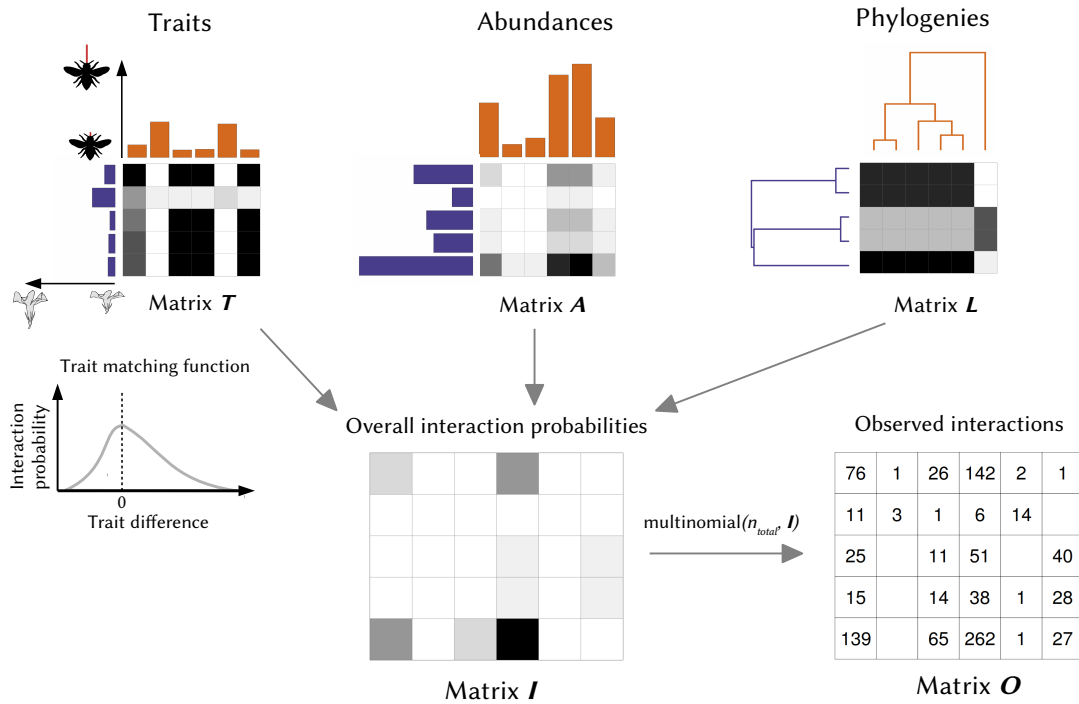 Traits
Abundances
Phylogenies
Matrix T
Matrix A
Matrix L
Trait matching function
Interaction
probability
0
Trait difference
Overall interaction probabilities
multinomial(n_total, I)
Observed interactions
76 1 26 142 2 1
11 3 1 6 14
25 11 51 40
15 14 38 1 28
139 65 262 1 27
Matrix I
Matrix O